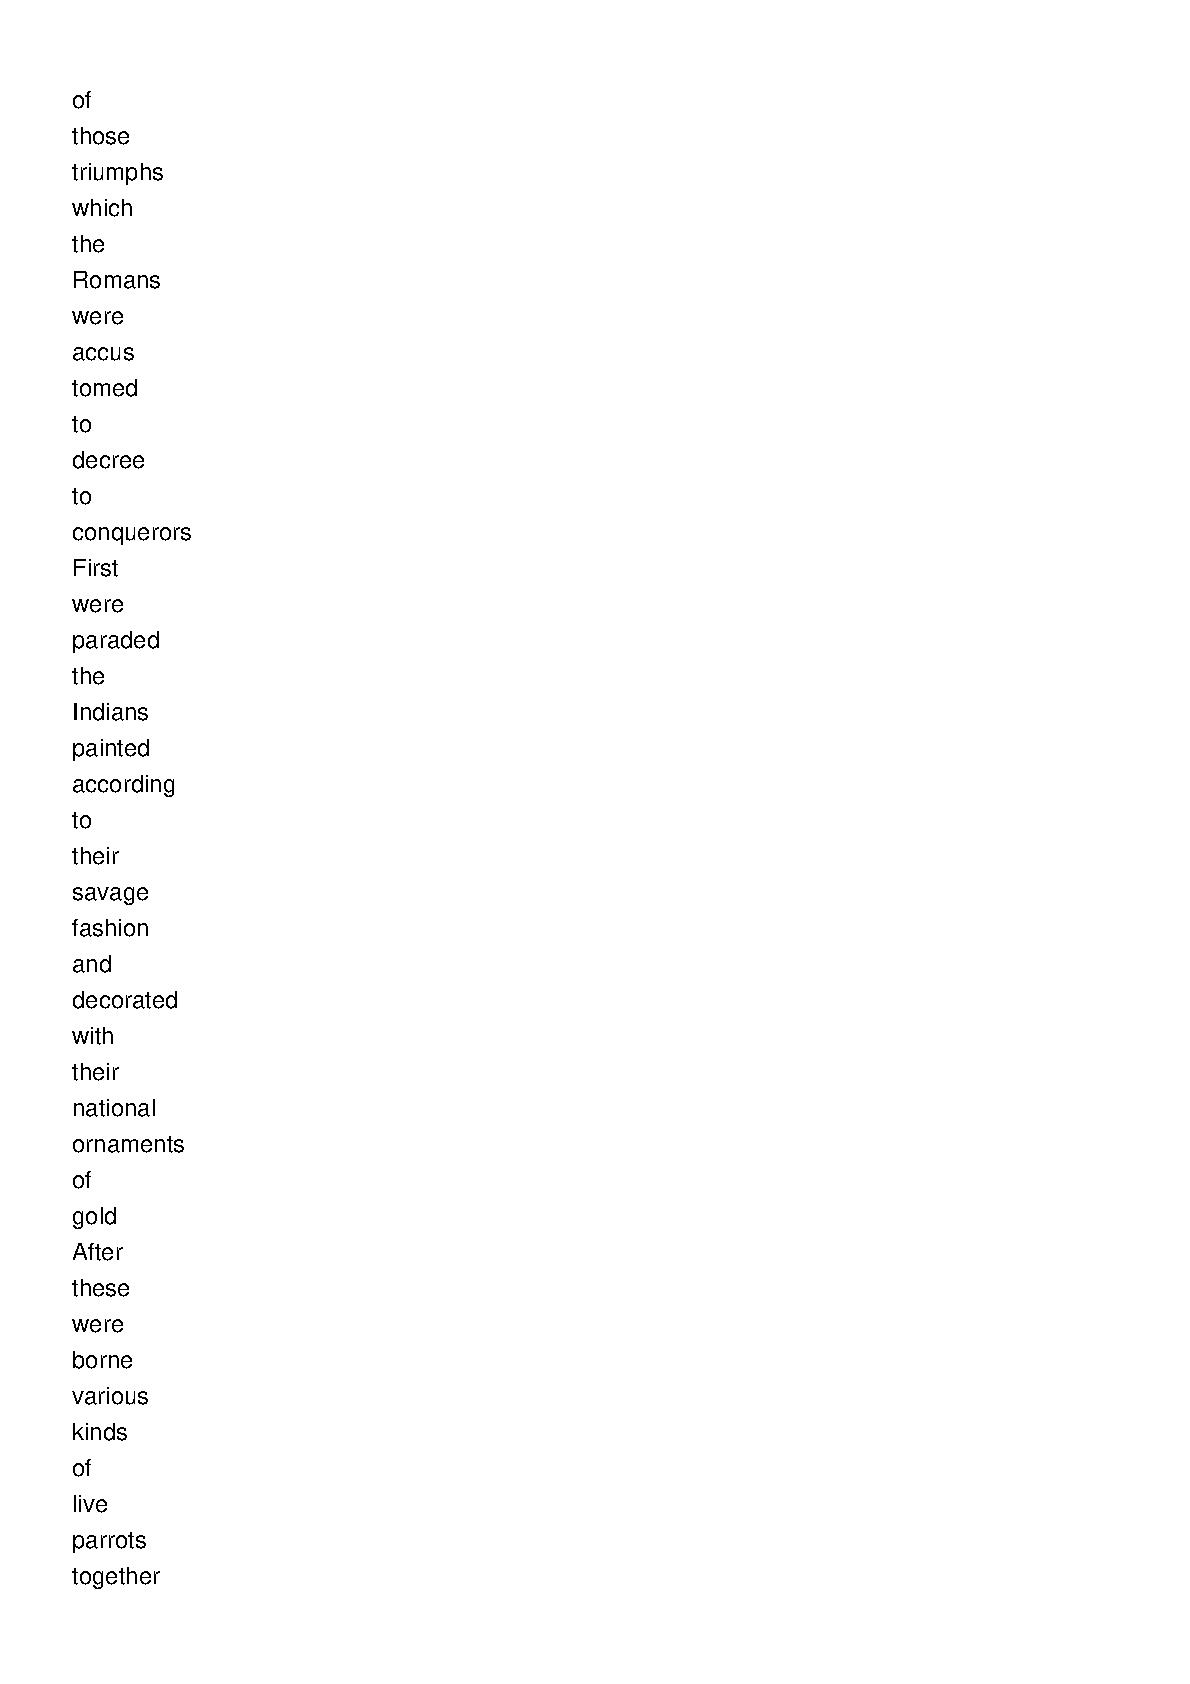 of
those
triumphs
which
the
Romans
were
accus
tomed
to
decree
to
conquerors
First
were
paraded
the
Indians
painted
according
to
their
savage
fashion
and
decorated
with
their
national
ornaments
of
gold
After
these
were
borne
various
kinds
of
live
parrots
together